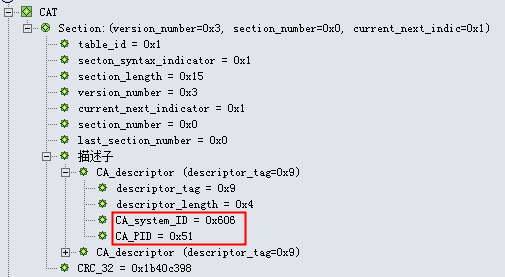 CAT
Section:(version_number=0x3, section_number=0x0, current_next_indic=0x1)
table_id = 0x1
secton_syntax_indicator = 0x1
section_length = 0x15
version_number = 0x3
current_next_indicator = 0x1
section_number = 0x0
last_section_number = 0x0
描述子
CA_descriptor (descriptor_tag=0x9)
descriptor_tag = 0x9
descriptor_length = 0x4
CA_system_ID = 0x606
CA_PID = 0x51
CA_descriptor (descriptor_tag=0x9)
CRC_32 = 0x1b40c398